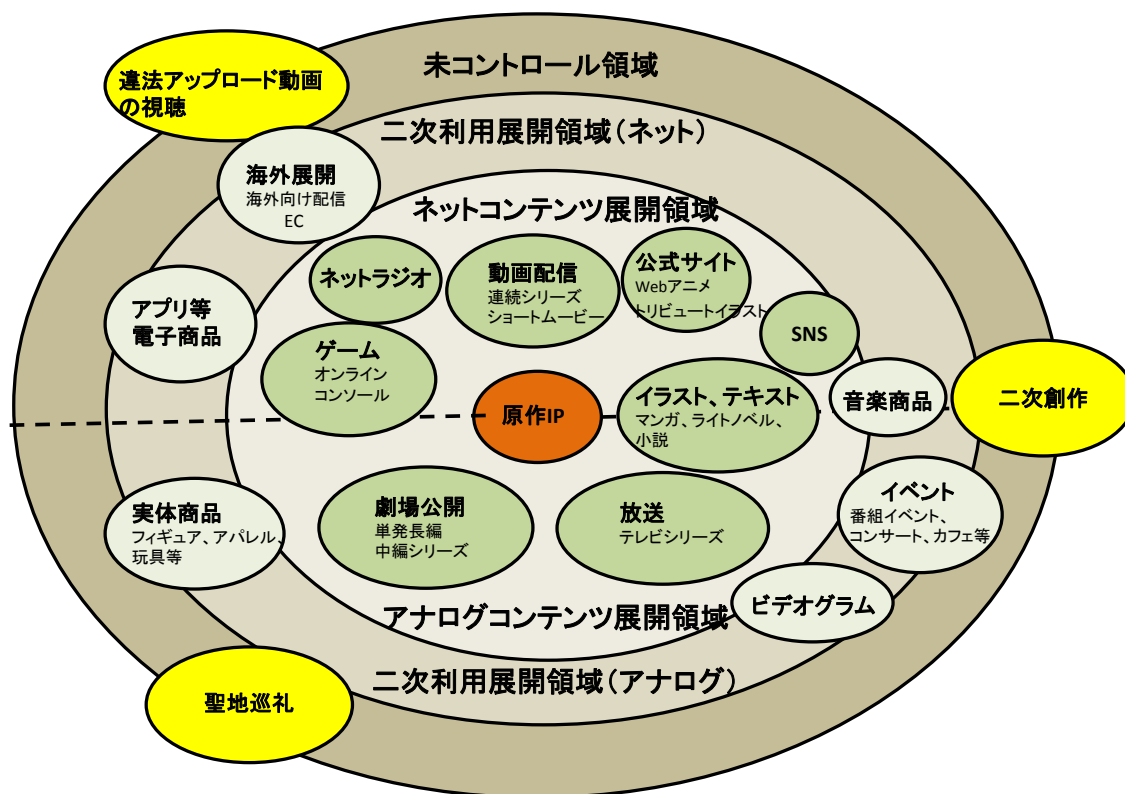 未コントロール領域
違法アップロード動画
の視聴
二次利用展開領域（ネット）
海外展開
海外向け配信
EC
ネットコンテンツ展開領域
ネットラジオ
動画配信
連続シリーズ
ショートムービー
公式サイト
Webアニメ
トリビュートイラスト
アプリ等
電子商品
SNS
ゲーム
オンライン
コンソール
原作IP
イラスト、テキスト
マンガ、ライトノベル、
小説
音楽商品
二次創作
実体商品
フィギュア、アパレル、
玩具等
劇場公開
単発長編
中編シリーズ
放送
テレビシリーズ
イベント
番組イベント、
コンサート、カフェ等
ビデオグラム
アナログコンテンツ展開領域
二次利用展開領域（アナログ）
聖地巡礼